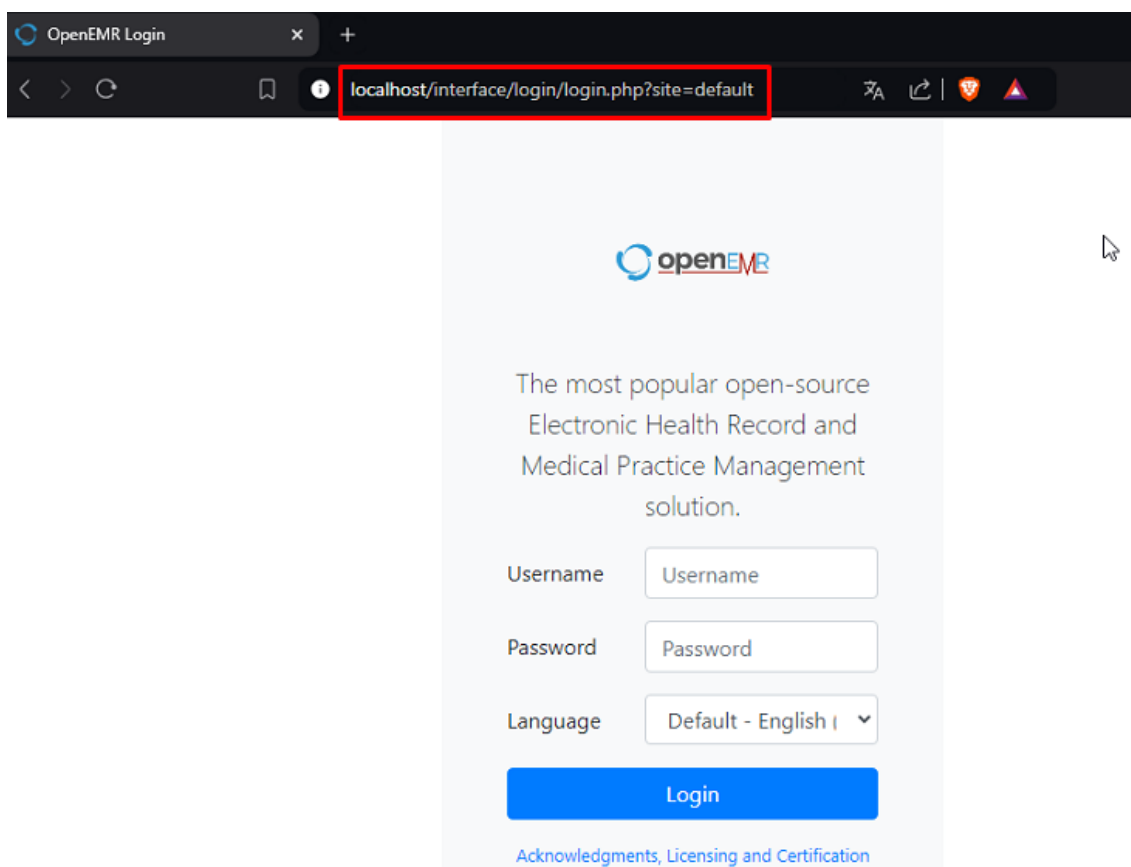 OpenEMR Login
localhost/interface/login/login.php?site=default
openEMR
The most popular open-source
Electronic Health Record and
Medical Practice Management
solution.
Username Username
Password Password
Language Default - English (
Login
Acknowledgments, Licensing and Certification